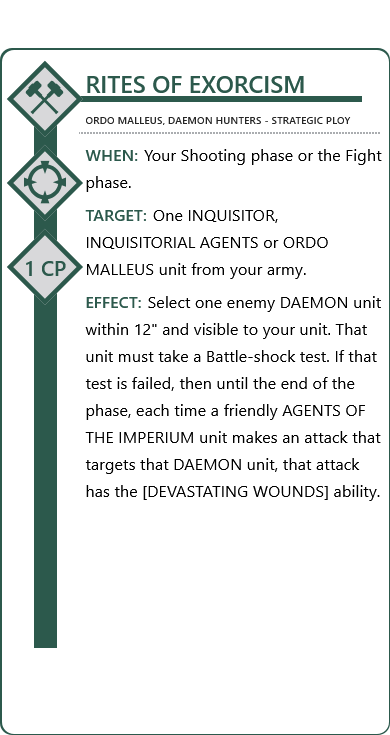 RITES OF EXORCISM
ORDO MALLEUS, DAEMON HUNTERS - STRATEGIC PLOY
WHEN: Your Shooting phase or the Fight
phase.
TARGET: One INQUISITOR,
INQUISITORIAL AGENTS or ORDO
MALLEUS unit from your army.
1 CP
EFFECT: Select one enemy DAEMON unit
within 12" and visible to your unit. That
unit must take a Battle-shock test. If that
test is failed, then until the end of the
phase, each time a friendly AGENTS OF
THE IMPERIUM unit makes an attack that
targets that DAEMON unit, that attack
has the [DEVASTATING WOUNDS] ability.